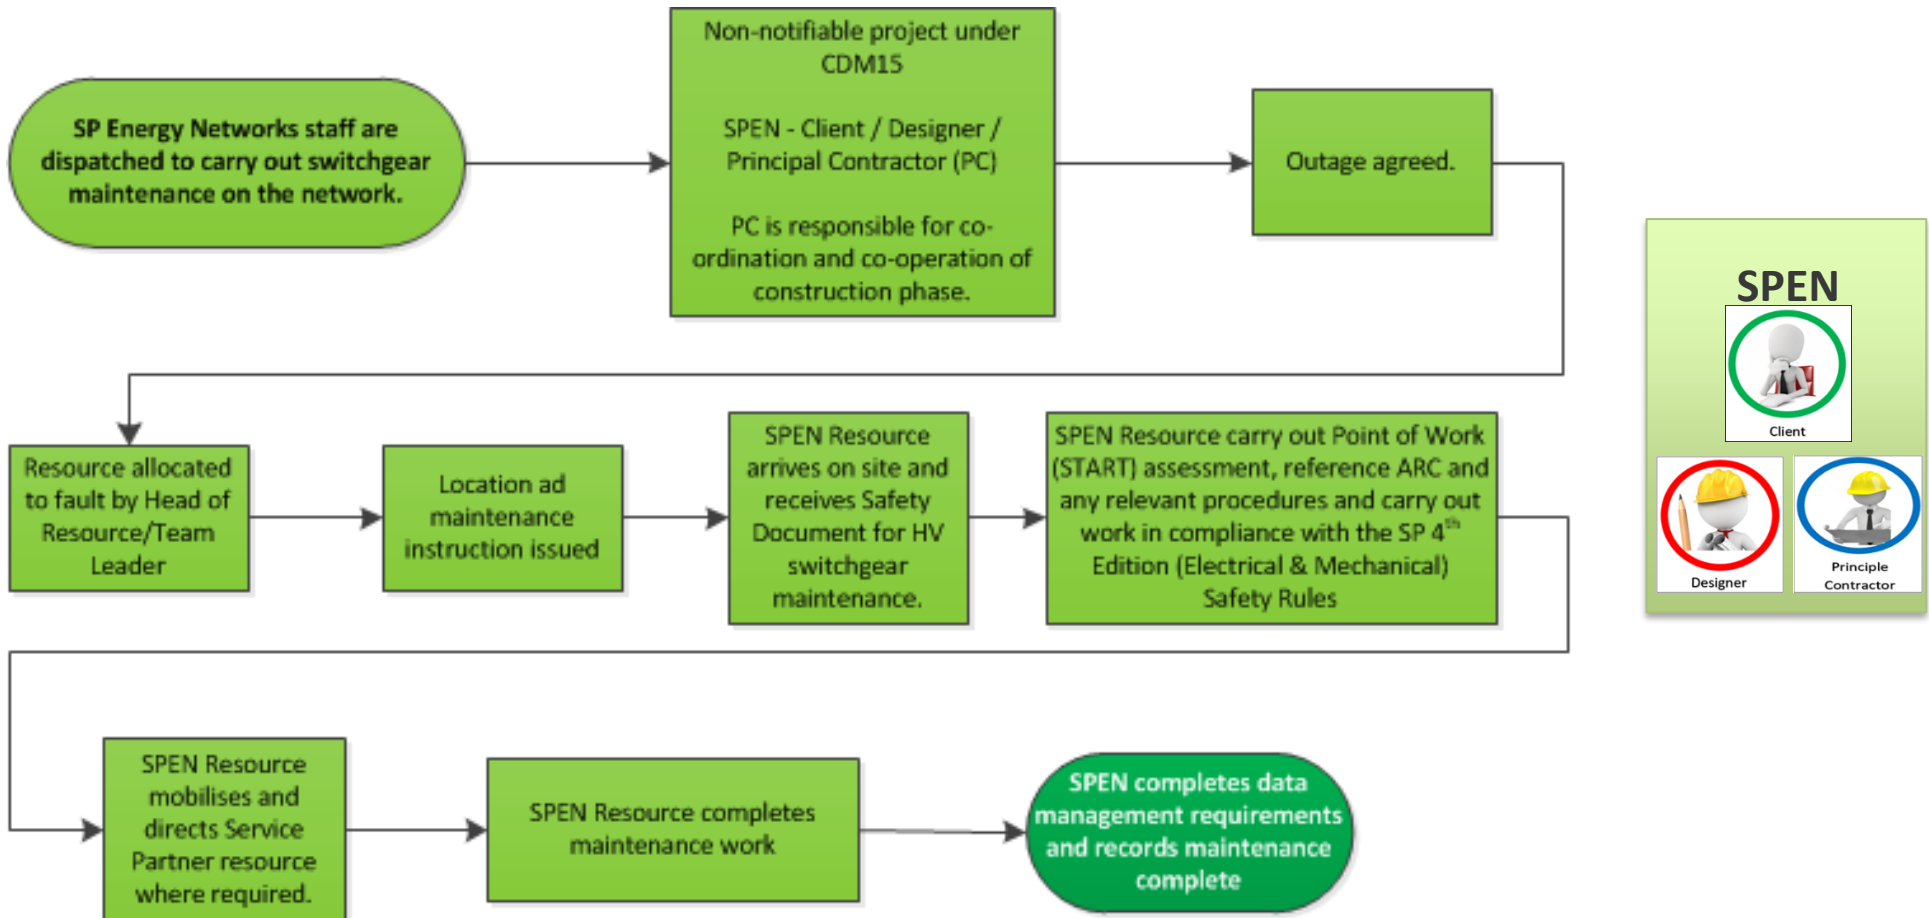 SP Energy Networks staff are
dispatched to carry out switchgear
maintenance on the network.
Non-notifiable project under
CDM15
SPEN - Client / Designer /
Principal Contractor (PC)
PC is responsible for co-
ordination and co-operation of
construction phase.
Outage agreed.
SPEN
Client
Designer
Principle
Contractor
Resource allocated
to fault by Head of
Resource/Team
Leader
Location ad
maintenance
instruction issued
SPEN Resource
arrives on site and
receives Safety
Document for HV
switchgear
maintenance.
SPEN Resource carry out Point of Work
(START) assessment, reference ARC and
any relevant procedures and carry out
work in compliance with the SP 4th
Edition (Electrical & Mechanical)
Safety Rules
SPEN Resource
mobilises and
directs Service
Partner resource
where required.
SPEN Resource completes
maintenance work
SPEN completes data
management requirements
and records maintenance
complete